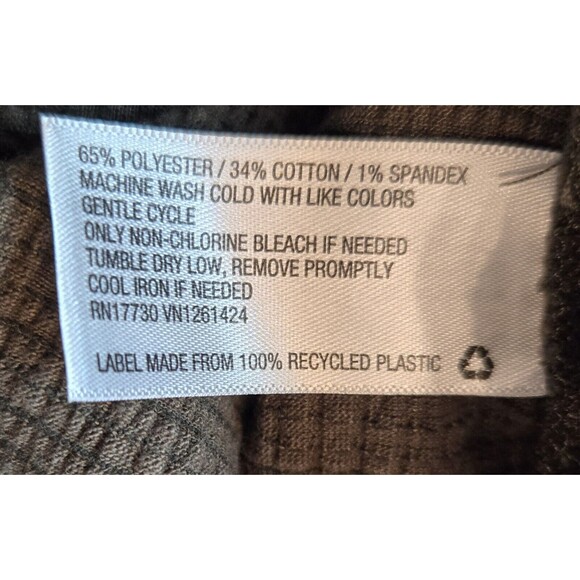 65% POLYESTER / 34% COTTON / 1% SPANDEX
MACHINE WASH COLD WITH LIKE COLORS
GENTLE CYCLE
ONLY NON-CHLORINE BLEACH IF NEEDED
TUMBLE DRY LOW, REMOVE PROMPTLY
COOL IRON IF NEEDED
RN17730 VN1261424
LABEL MADE FROM 100% RECYCLED PLASTIC